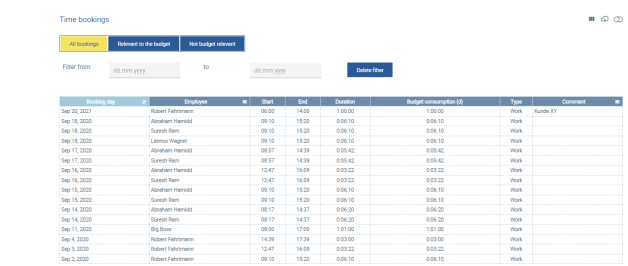 Time bookings
All bookings Relevant to the budget Not budget relevant
Filter from dd.mm.yyyy to dd.mm.yyyy Delete filter
Booking day Employee Start End Duration Budget consumption (d) Type Comment
Sep 20, 2021 Robert Fehrtmann 06:00 14:00 1:00:00 1:00:00 Work Kunde XY
Sep 18, 2020 Abraham Hamidd 09:10 15:20 0:06:10 0:06:10 Work
Sep 18, 2020 Suresh Rem 09:10 15:20 0:06:10 0:06:10 Work
Sep 18, 2020 Lennox Wagner 09:10 15:20 0:06:10 0:06:10 Work
Sep 17, 2020 Abraham Hamidd 08:57 14:39 0:05:42 0:05:42 Work
Sep 17, 2020 Suresh Rem 08:57 14:39 0:05:42 0:05:42 Work
Sep 16, 2020 Abraham Hamidd 12:47 16:09 0:03:22 0:03:22 Work
Sep 16, 2020 Suresh Rem 12:47 16:09 0:03:22 0:03:22 Work
Sep 15, 2020 Abraham Hamidd 09:10 15:20 0:06:10 0:06:10 Work
Sep 15, 2020 Suresh Rem 09:10 15:20 0:06:10 0:06:10 Work
Sep 14, 2020 Abraham Hamidd 08:17 14:37 0:06:20 0:06:20 Work
Sep 14, 2020 Suresh Rem 08:17 14:37 0:06:20 0:06:20 Work
Sep 11, 2020 Big Boss 08:00 17:00 1:01:00 1:01:00 Work
Sep 4, 2020 Robert Fehrtmann 14:39 17:39 0:03:00 0:03:00 Work
Sep 3, 2020 Robert Fehrtmann 12:47 16:09 0:03:22 0:03:22 Work
Sep 2, 2020 Robert Fehrtmann 09:10 15:20 0:06:10 0:06:10 Work